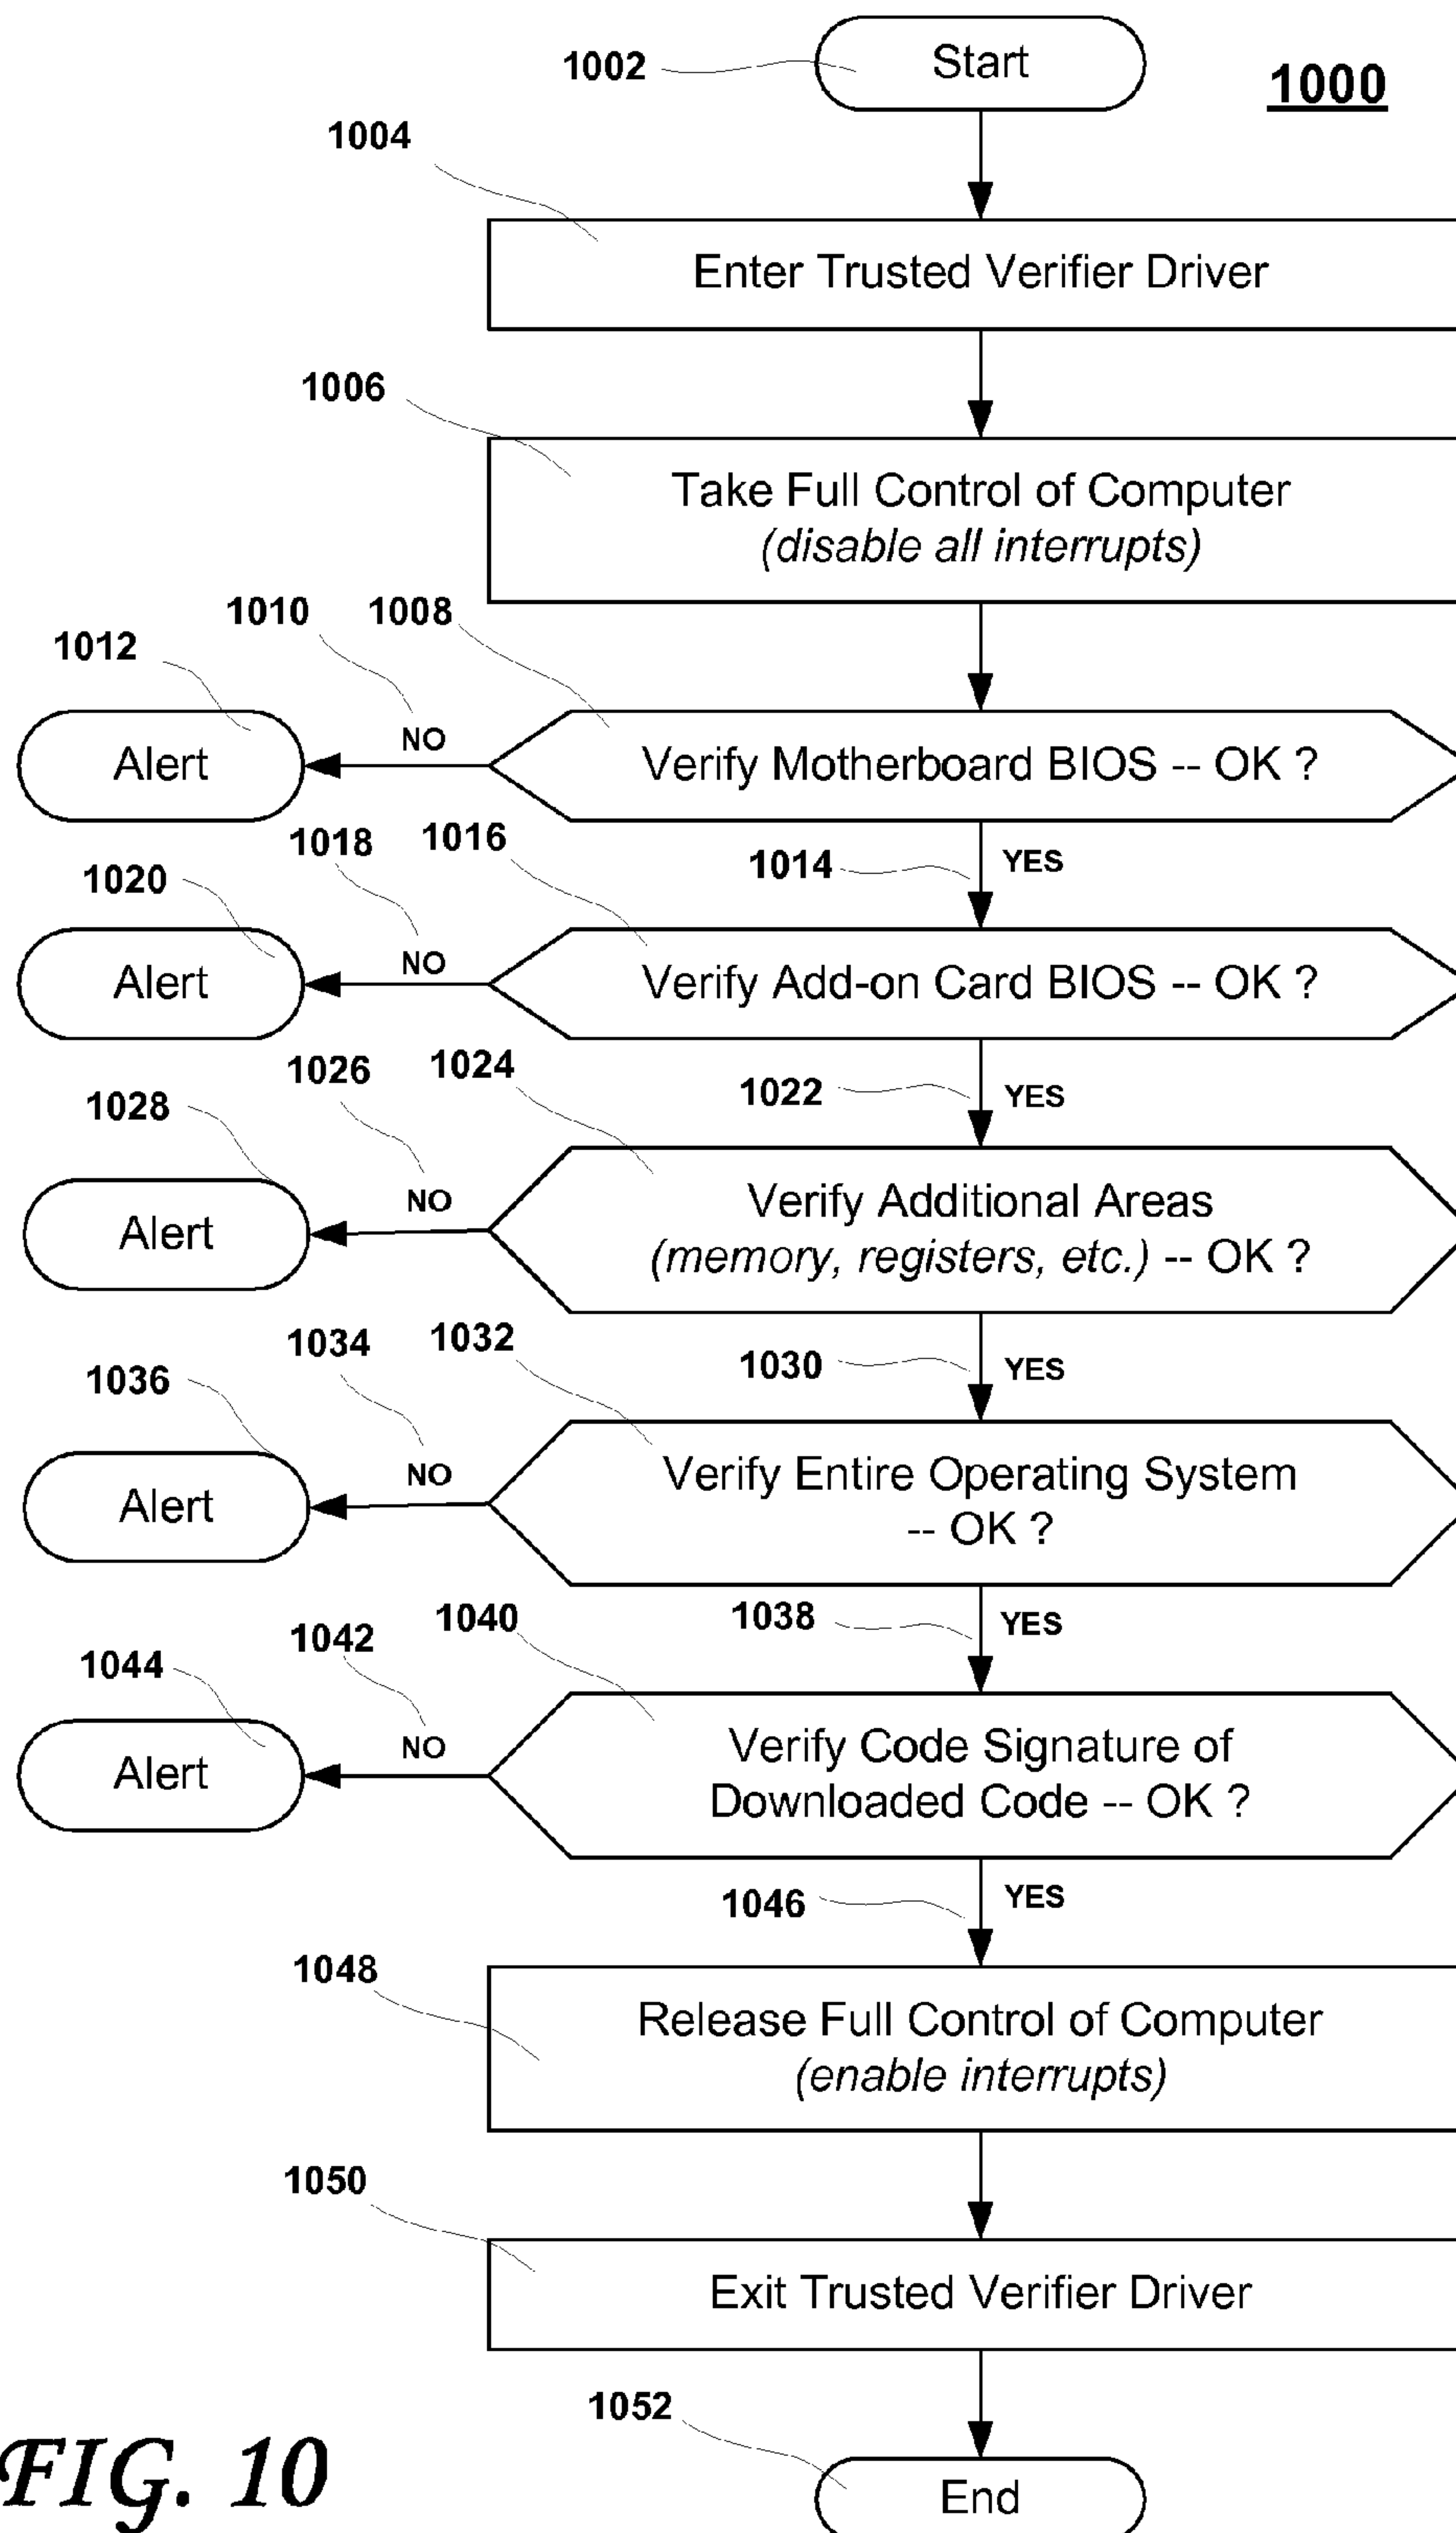 1002
Start
1000
1004
Enter Trusted Verifier Driver
1006
Take Full Control of Computer
(disable all interrupts)
1010
1008
1012
NO
Alert
Verify Motherboard BIOS -- OK ?
1018
1016
1014
YES
1020
NO
Alert
Verify Add-on Card BIOS -- OK ?
1026
1024
1022
YES
1028
NO
Alert
Verify Additional Areas
(memory, registers, etc.) -- OK ?
1034
1032
1030
YES
1036
NO
Alert
Verify Entire Operating System
-- OK ?
1042
1040
1038
YES
1044
NO
Alert
Verify Code Signature of
Downloaded Code -- OK ?
1046
YES
1048
Release Full Control of Computer
(enable interrupts)
1050
Exit Trusted Verifier Driver
1052
End
FIG. 10